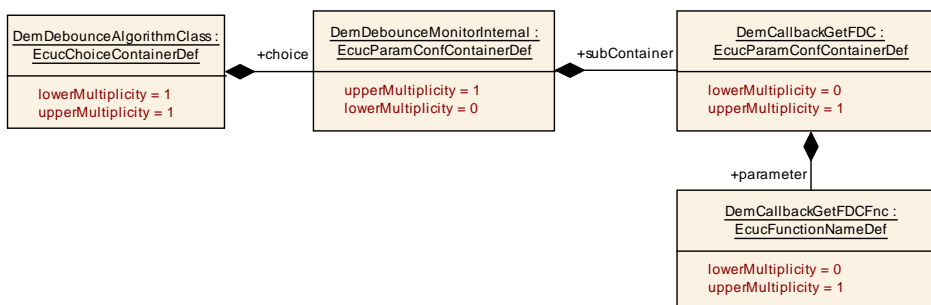 DemDebounceAlgorithmClass :
EcucChoiceContainerDef
lowerMultiplicity = 1
upperMultiplicity = 1
+choice
DemDebounceMonitorInternal :
EcucParamConfContainerDef
upperMultiplicity = 1
lowerMultiplicity = 0
+subContainer
DemCallbackGetFDC :
EcucParamConfContainerDef
lowerMultiplicity = 0
upperMultiplicity = 1
+parameter
DemCallbackGetFDCFnc :
EcucFunctionNameDef
lowerMultiplicity = 0
upperMultiplicity = 1